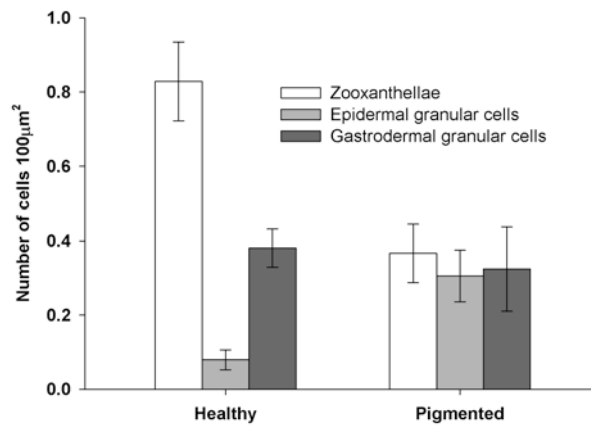 Number of cells 100µm²
1.0
0.8
0.6
0.4
0.2
0.0
Zooxanthellae
Epidermal granular cells
Gastrodermal granular cells
Healthy
Pigmented